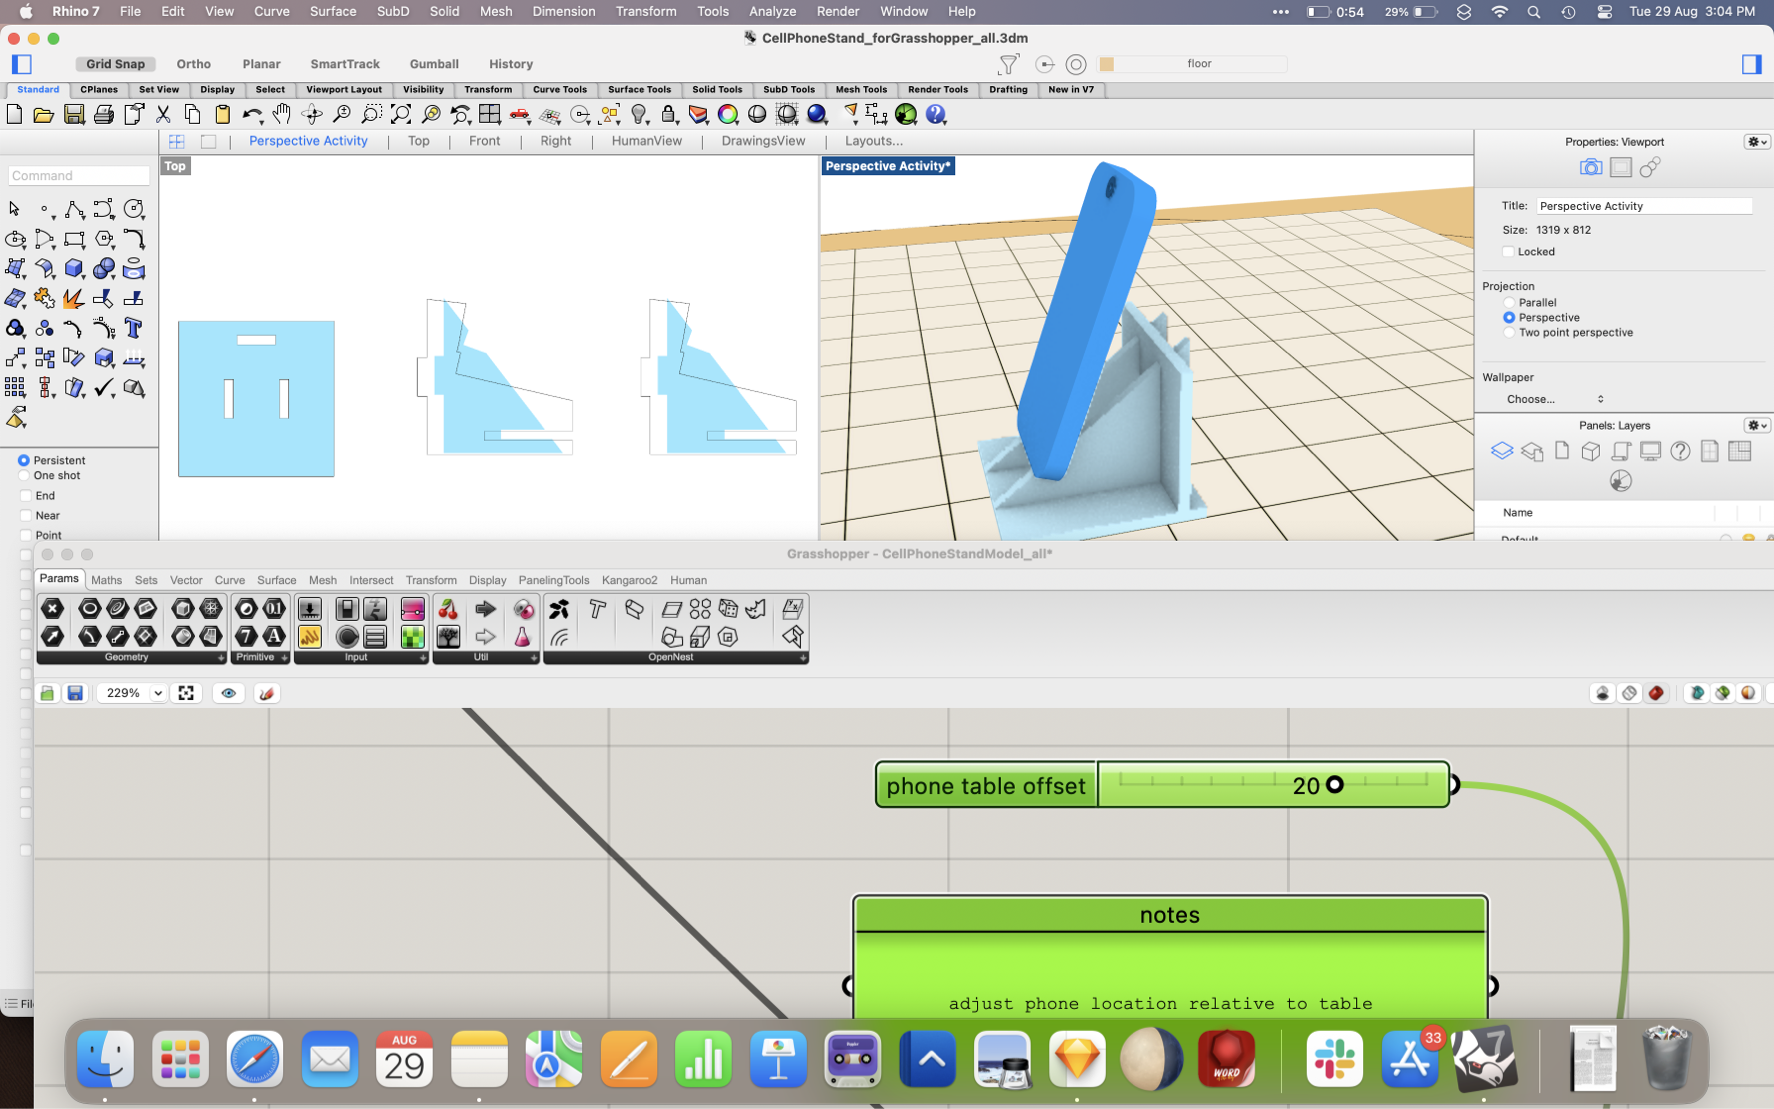 Rhino 7 File Edit View Curve Surface SubD Solid Mesh Dimension Transform Tools Analyze Render Window Help 0:54 29% Tue 29 Aug 3:04 PM
CellPhoneStand_forGrasshopper_all.3dm
Grid Snap Ortho Planar SmartTrack Gumball History floor
Standard CPlanes Set View Display Select Viewport Layout Visibility Transform Curve Tools Surface Tools Solid Tools SubD Tools Mesh Tools Render Tools Drafting New in V7
Perspective Activity Top Front Right HumanView DrawingsView Layouts...
Command
Top
Perspective Activity*
Properties: Viewport
Title: Perspective Activity
Size: 1319 x 812
Locked
Projection
Parallel
Perspective
Two point perspective
Wallpaper
Choose...
Panels: Layers
Name
Default
Persistent
One shot
End
Near
Point
Grasshopper - CellPhoneStandModel_all*
Params Maths Sets Vector Curve Surface Mesh Intersect Transform Display PanelingTools Kangaroo2 Human
Geometry Primitive Input Util OpenNest
229%
phone table offset 20
notes
adjust phone location relative to table
Fil
AUG
29
WORD
33
7